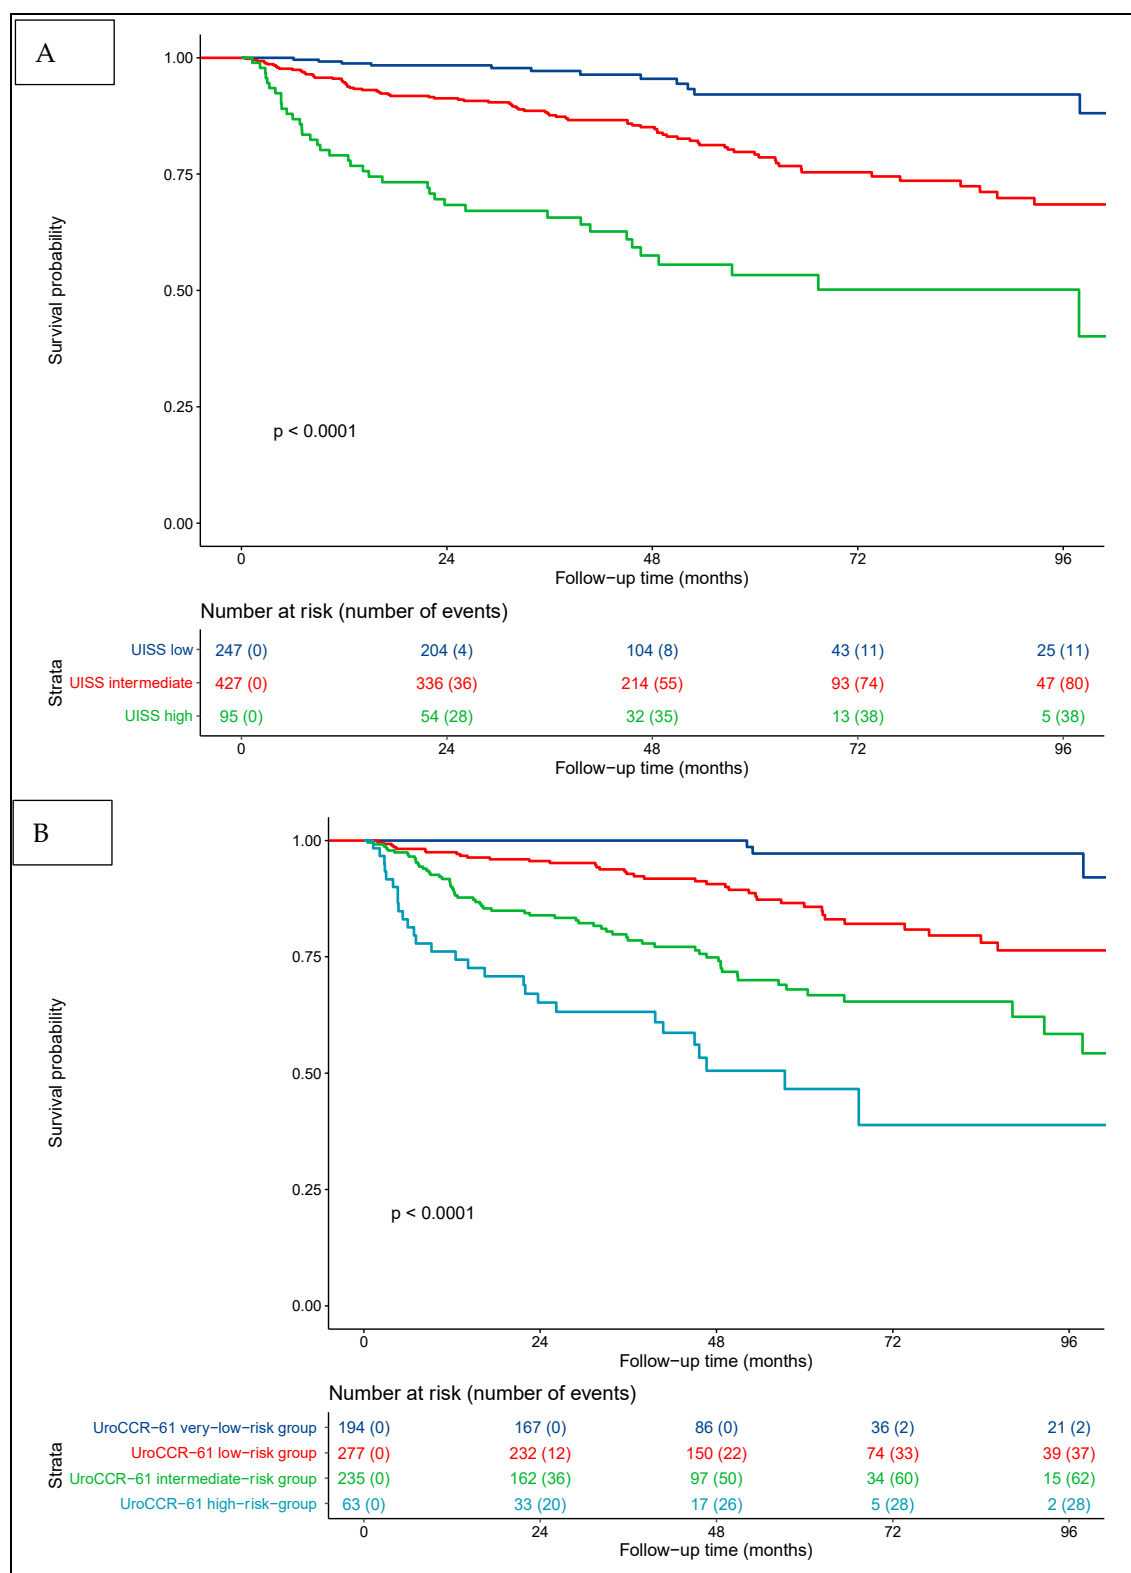 A
1.00
0.75
0.50
0.25
0.00
Survival probability
p < 0.0001
0 24 48 72 96
Follow−up time (months)
Number at risk (number of events)
Strata
UISS low 247 (0) 204 (4) 104 (8) 43 (11) 25 (11)
UISS intermediate 427 (0) 336 (36) 214 (55) 93 (74) 47 (80)
UISS high 95 (0) 54 (28) 32 (35) 13 (38) 5 (38)
0 24 48 72 96
Follow−up time (months)
B
1.00
0.75
0.50
0.25
0.00
Survival probability
p < 0.0001
0 24 48 72 96
Follow−up time (months)
Number at risk (number of events)
Strata
UroCCR−61 very−low−risk group 194 (0) 167 (0) 86 (0) 36 (2) 21 (2)
UroCCR−61 low−risk group 277 (0) 232 (12) 150 (22) 74 (33) 39 (37)
UroCCR−61 intermediate−risk group 235 (0) 162 (36) 97 (50) 34 (60) 15 (62)
UroCCR−61 high−risk−group 63 (0) 33 (20) 17 (26) 5 (28) 2 (28)
0 24 48 72 96
Follow−up time (months)